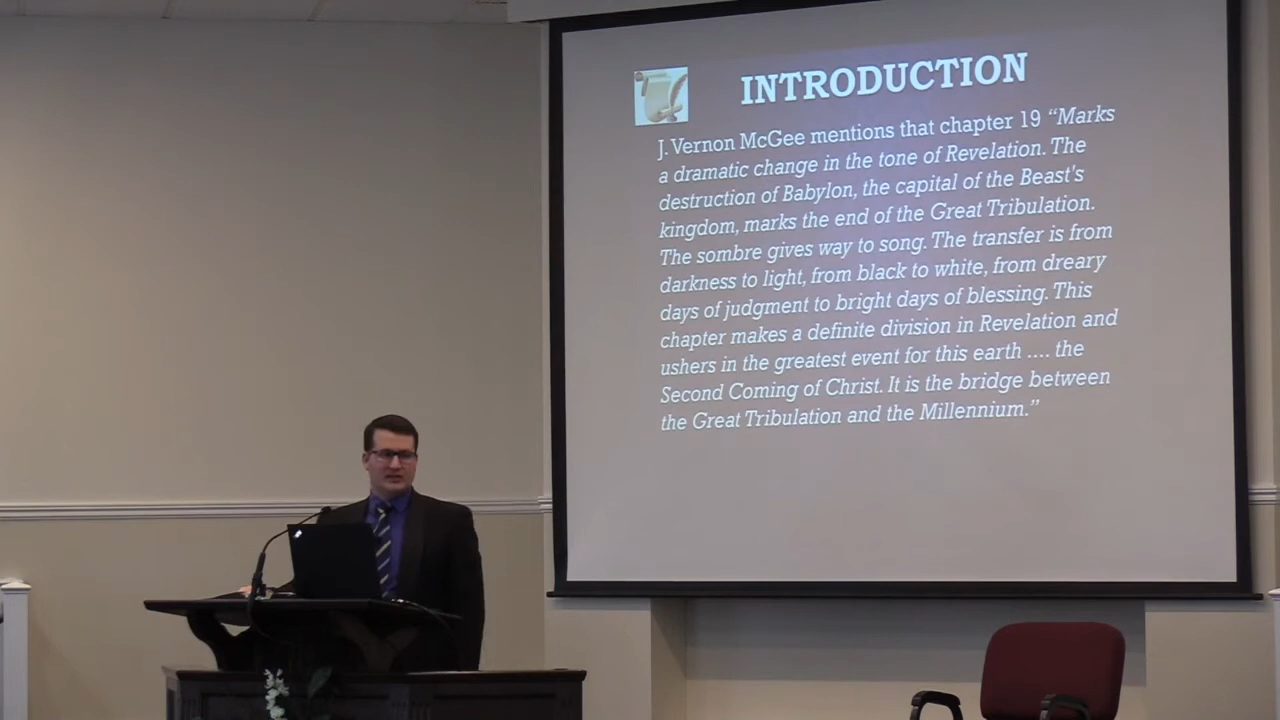 INTRODUCTION
J. Vernon McGee mentions that chapter 19 “Marks
a dramatic change in the tone of Revelation. The
destruction of Babylon, the capital of the Beast's
kingdom, marks the end of the Great Tribulation.
The sombre gives way to song. The transfer is from
darkness to light, from black to white, from dreary
days of judgment to bright days of blessing. This
chapter makes a definite division in Revelation and
ushers in the greatest event for this earth .... the
Second Coming of Christ. It is the bridge between
the Great Tribulation and the Millennium.”